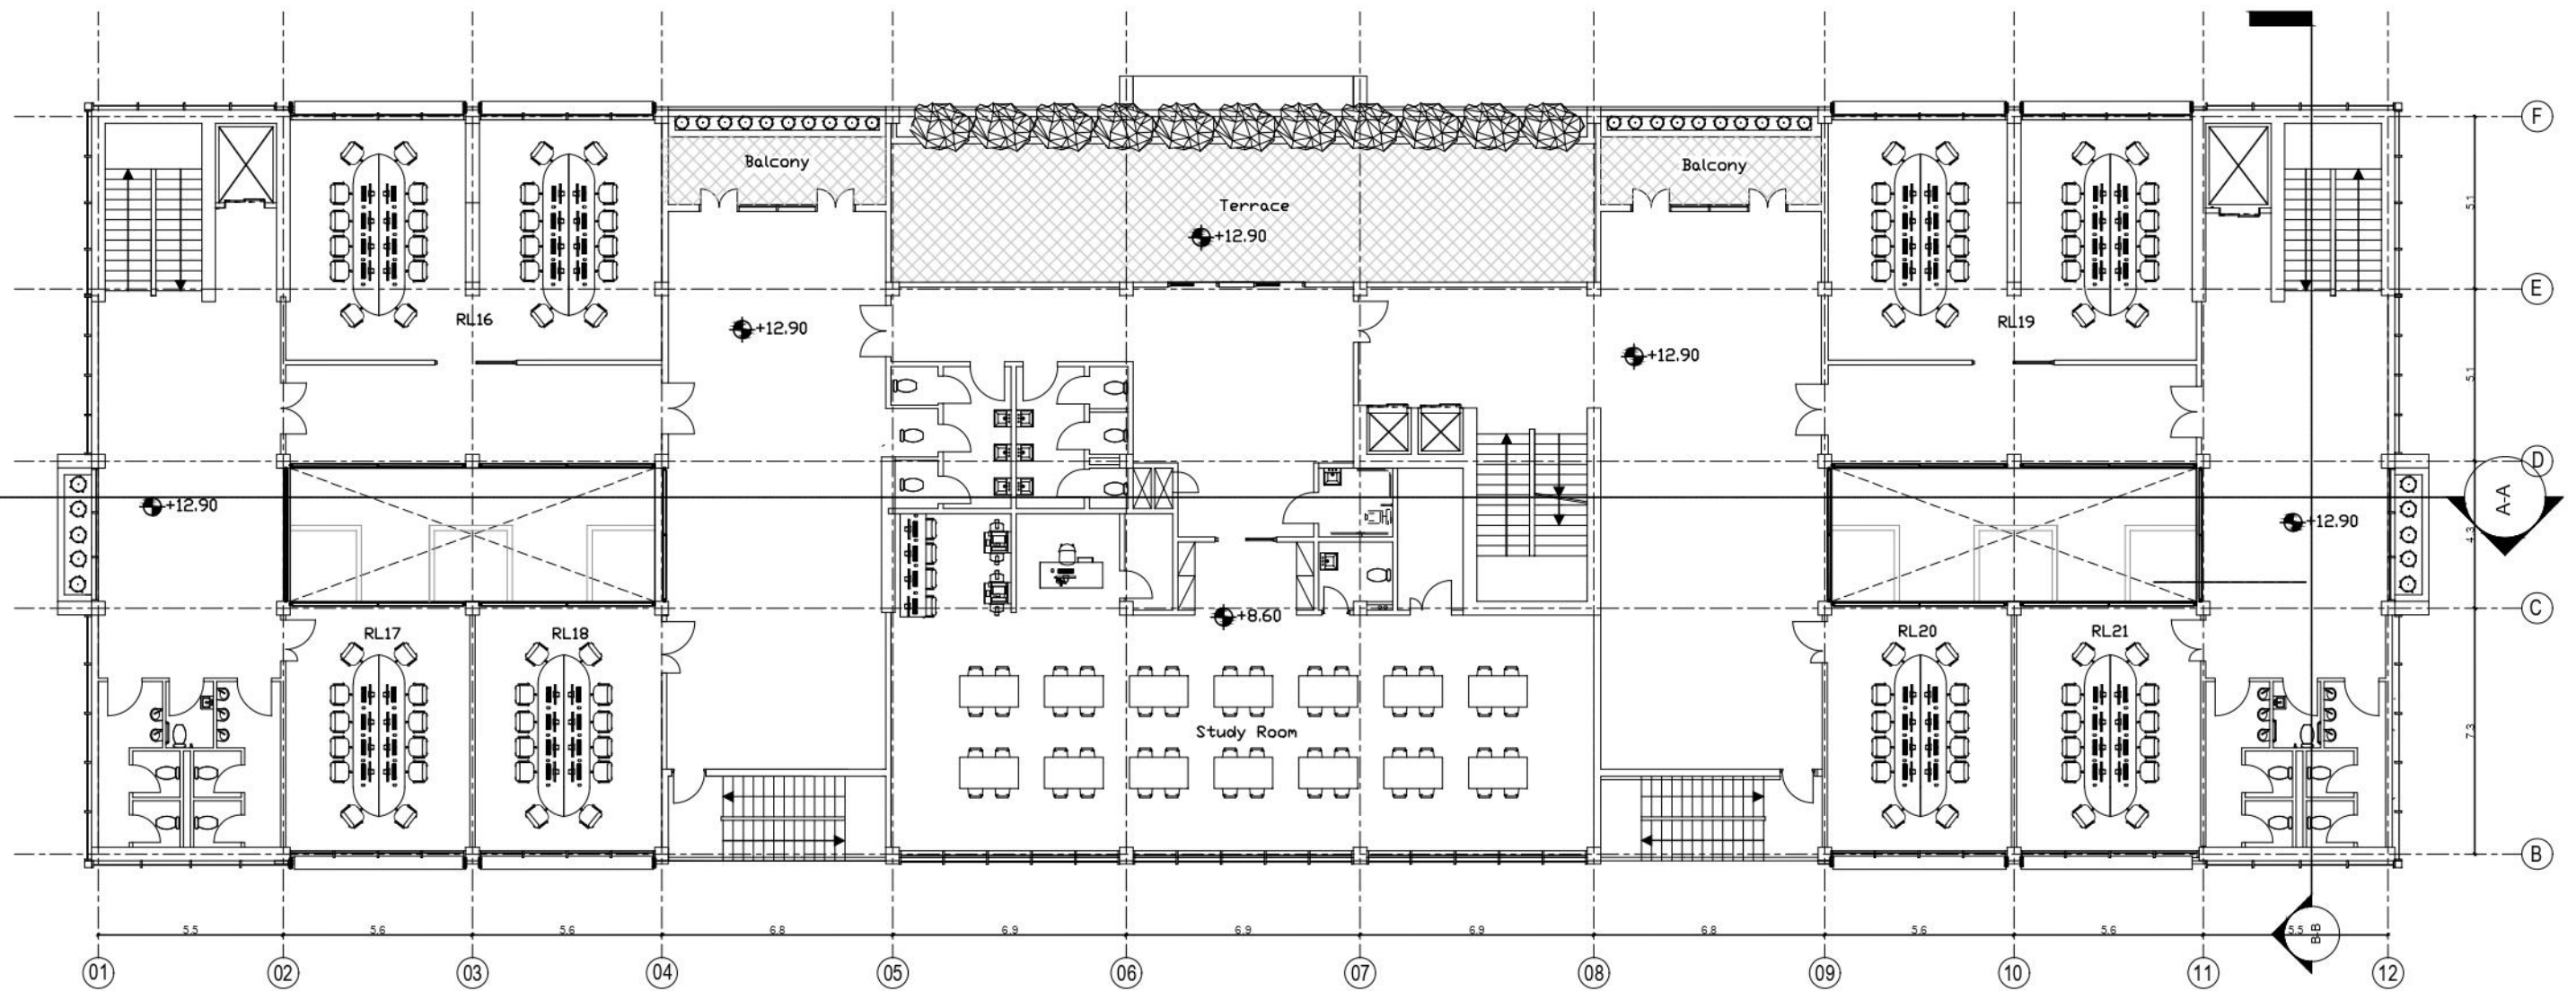 F
Balcony
Balcony
Terrace
5.1
+12.90
E
RL16
RL19
+12.90
+12.90
5.1
D
A-A
+12.90
+12.90
4.3
C
+8.60
RL17
RL18
RL20
RL21
Study Room
7.3
B
5.5
5.6
5.6
6.8
6.9
6.9
6.9
6.8
5.6
5.6
5.5
B-B
01
02
03
04
05
06
07
08
09
10
11
12